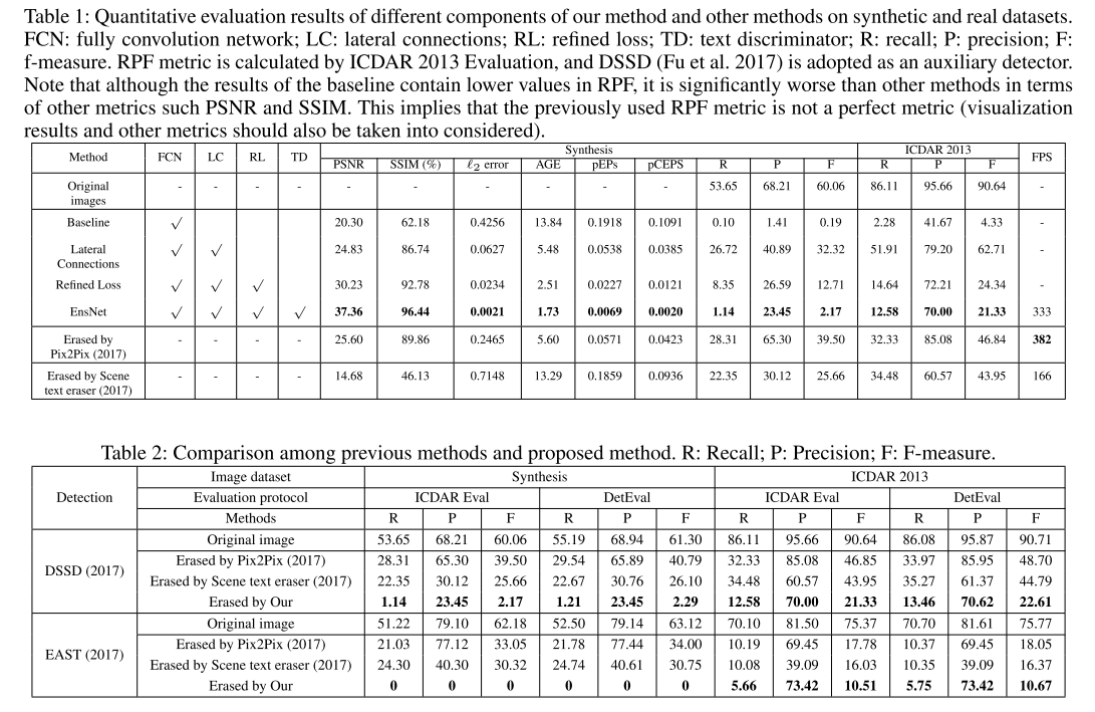 Table 1: Quantitative evaluation results of different components of our method and other methods on synthetic and real datasets.
FCN: fully convolution network; LC: lateral connections; RL: refined loss; TD: text discriminator; R: recall; P: precision; F:
f-measure. RPF metric is calculated by ICDAR 2013 Evaluation, and DSSD (Fu et al. 2017) is adopted as an auxiliary detector.
Note that although the results of the baseline contain lower values in RPF, it is significantly worse than other methods in terms
of other metrics such PSNR and SSIM. This implies that the previously used RPF metric is not a perfect metric (visualization
results and other metrics should also be taken into considered).
Method FCN LC RL TD Synthesis ICDAR 2013 FPS
PSNR SSIM (%) ℓ2 error AGE pEPs pCEPS R P F R P F
Original images - - - - - - - - - - 53.65 68.21 60.06 86.11 95.66 90.64 -
Baseline ✓ 20.30 62.18 0.4256 13.84 0.1918 0.1091 0.10 1.41 0.19 2.28 41.67 4.33 -
Lateral Connections ✓ ✓ 24.83 86.74 0.0627 5.48 0.0538 0.0385 26.72 40.89 32.32 51.91 79.20 62.71 -
Refined Loss ✓ ✓ ✓ 30.23 92.78 0.0234 2.51 0.0227 0.0121 8.35 26.59 12.71 14.64 72.21 24.34 -
EnsNet ✓ ✓ ✓ ✓ 37.36 96.44 0.0021 1.73 0.0069 0.0020 1.14 23.45 2.17 12.58 70.00 21.33 333
Erased by Pix2Pix (2017) - - - - 25.60 89.86 0.2465 5.60 0.0571 0.0423 28.31 65.30 39.50 32.33 85.08 46.84 382
Erased by Scene text eraser (2017) - - - - 14.68 46.13 0.7148 13.29 0.1859 0.0936 22.35 30.12 25.66 34.48 60.57 43.95 166
Table 2: Comparison among previous methods and proposed method. R: Recall; P: Precision; F: F-measure.
Detection Image dataset Synthesis ICDAR 2013
Evaluation protocol ICDAR Eval DetEval ICDAR Eval DetEval
Methods R P F R P F R P F R P F
DSSD (2017) Original image 53.65 68.21 60.06 55.19 68.94 61.30 86.11 95.66 90.64 86.08 95.87 90.71
Erased by Pix2Pix (2017) 28.31 65.30 39.50 29.54 65.89 40.79 32.33 85.08 46.85 33.97 85.95 48.70
Erased by Scene text eraser (2017) 22.35 30.12 25.66 22.67 30.76 26.10 34.48 60.57 43.95 35.27 61.37 44.79
Erased by Our 1.14 23.45 2.17 1.21 23.45 2.29 12.58 70.00 21.33 13.46 70.62 22.61
EAST (2017) Original image 51.22 79.10 62.18 52.50 79.14 63.12 70.10 81.50 75.37 70.70 81.61 75.77
Erased by Pix2Pix (2017) 21.03 77.12 33.05 21.78 77.44 34.00 10.19 69.45 17.78 10.37 69.45 18.05
Erased by Scene text eraser (2017) 24.30 40.30 30.32 24.74 40.61 30.75 10.08 39.09 16.03 10.35 39.09 16.37
Erased by Our 0 0 0 0 0 0 5.66 73.42 10.51 5.75 73.42 10.67